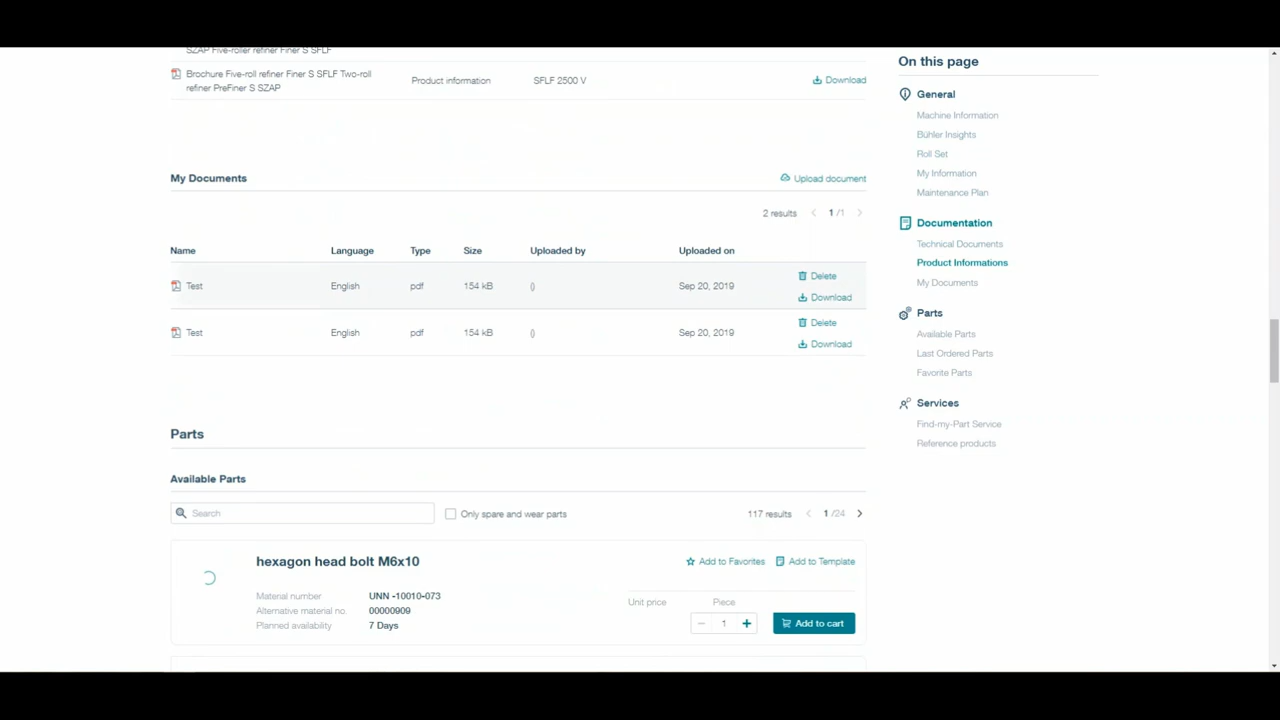 SZAP Five-roller refiner Finer S SFLF
Brochure Five-roll refiner Finer S SFLF Two-roll
refiner PreFiner S SZAP
Product information
SFLF 2500 V
Download
My Documents
Upload document
2 results
1 /1
Name Language Type Size Uploaded by Uploaded on
Test English pdf 154 kB () Sep 20, 2019
Delete
Download
Test English pdf 154 kB () Sep 20, 2019
Delete
Download
Parts
Available Parts
Search
Only spare and wear parts
117 results
1 /24
hexagon head bolt M6x10
Add to Favorites
Add to Template
Material number UNN -10010-073
Alternative material no. 00000909
Planned availability 7 Days
Unit price
Piece
1
Add to cart
On this page
General
Machine Information
Bühler Insights
Roll Set
My Information
Maintenance Plan
Documentation
Technical Documents
Product Informations
My Documents
Parts
Available Parts
Last Ordered Parts
Favorite Parts
Services
Find-my-Part Service
Reference products